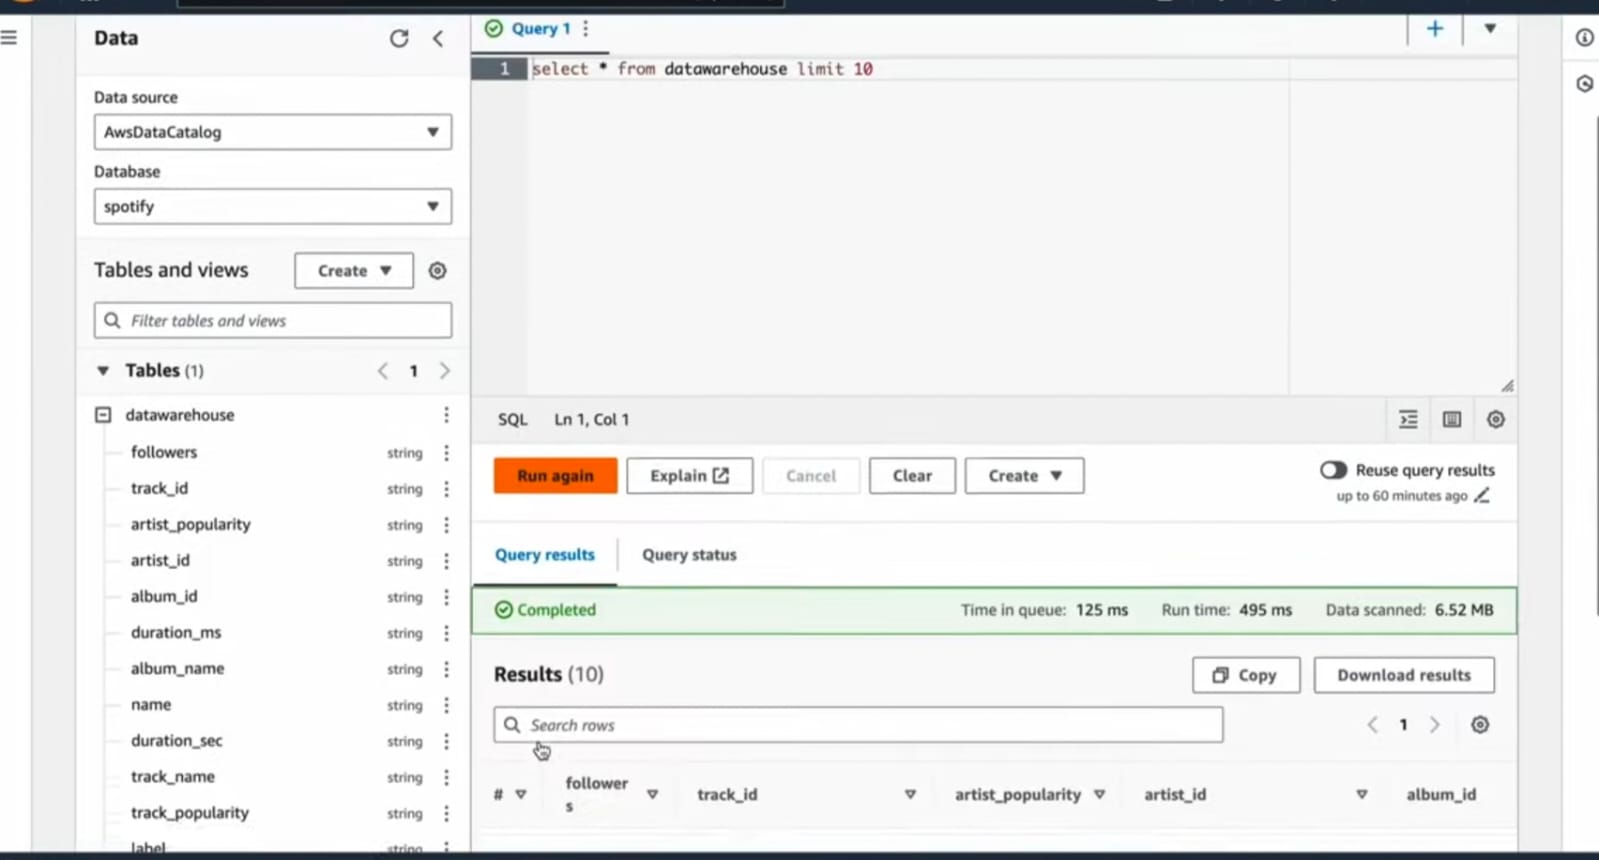 Data
Data source
AwsDataCatalog
Database
spotify
Tables and views
Create
Filter tables and views
Tables (1)
1
datawarehouse
followers string
track_id string
artist_popularity string
artist_id string
album_id string
duration_ms string
album_name string
name string
duration_sec string
track_name string
track_popularity string
label string
Query 1
1 select * from datawarehouse limit 10
SQL Ln 1, Col 1
Run again Explain Cancel Clear Create
Reuse query results
up to 60 minutes ago
Query results Query status
Completed Time in queue: 125 ms Run time: 495 ms Data scanned: 6.52 MB
Results (10) Copy Download results
Search rows 1
# follower
s
track_id artist_popularity artist_id album_id